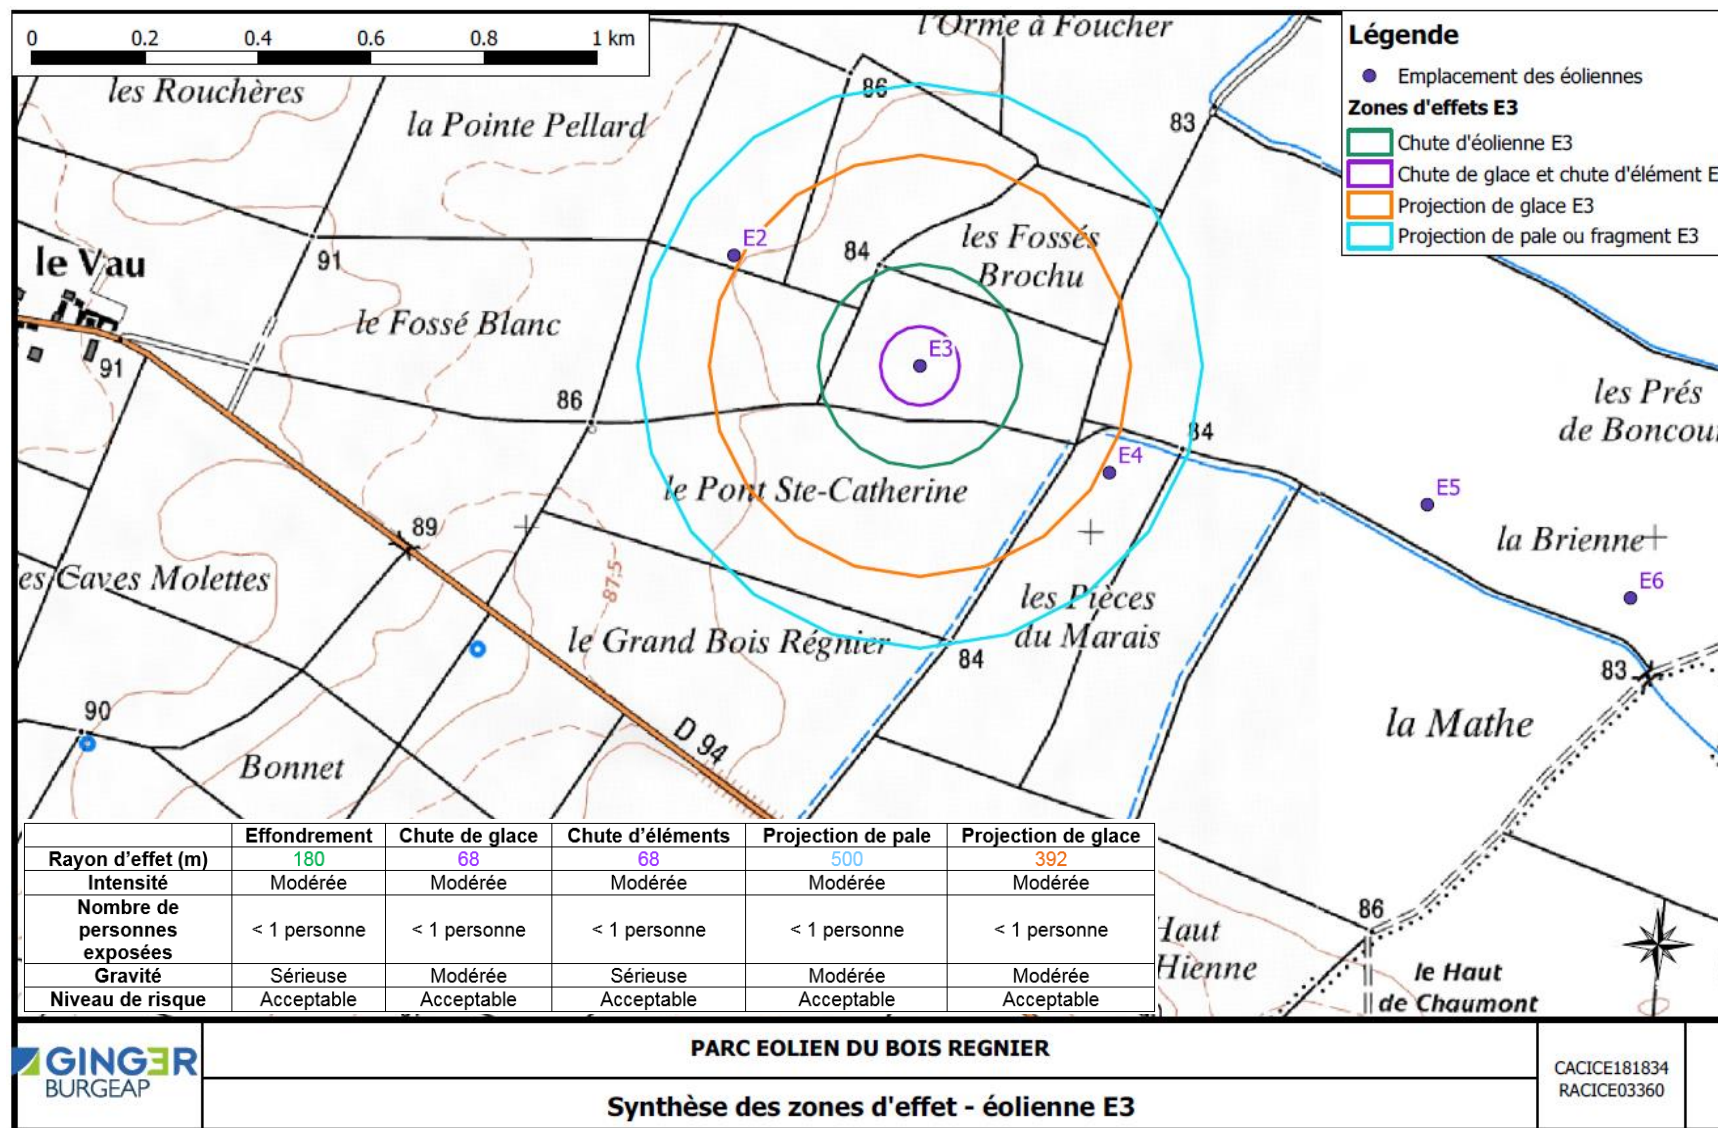 0 0.2 0.4 0.6 0.8 1 km
l'Orme à Foucher
Légende
Emplacement des éoliennes
Zones d'effets E3
Chute d'éolienne E3
Chute de glace et chute d'élément E
Projection de glace E3
Projection de pale ou fragment E3
les Rouchères
86
la Pointe Pellard
83
E2
les Fossés
Brochu
84
91
le Vau
le Fossé Blanc
E3
91
86
les Prés
de Boncour
84
E4
le Pont Ste-Catherine
E5
89
la Brienne
es Caves Molettes
87,5
E6
les Pièces
du Marais
le Grand Bois Régnier
84
83
90
D 94
la Mathe
Bonnet
Effondrement Chute de glace Chute d'éléments Projection de pale Projection de glace
Rayon d'effet (m) 180 68 68 500 392
Intensité Modérée Modérée Modérée Modérée Modérée
Nombre de
personnes
exposées < 1 personne < 1 personne < 1 personne < 1 personne < 1 personne
Gravité Sérieuse Modérée Sérieuse Modérée Modérée
Niveau de risque Acceptable Acceptable Acceptable Acceptable Acceptable
86
Haut
Hienne
le Haut
de Chaumont
GINGER
BURGEAP
PARC EOLIEN DU BOIS REGNIER
Synthèse des zones d'effet - éolienne E3
CACICE181834
RACICE03360